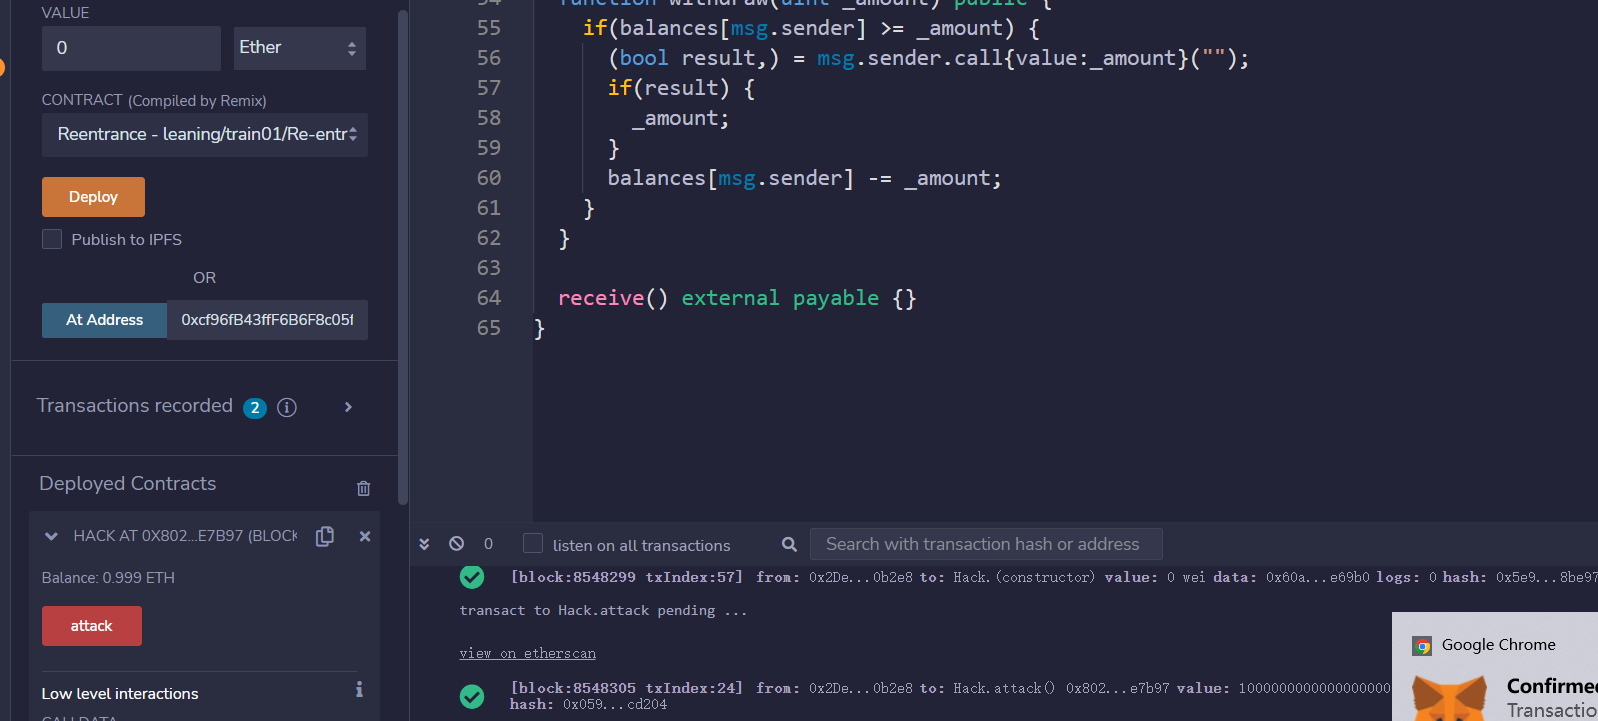 VALUE
0
Ether
CONTRACT (Compiled by Remix)
Reentrance - leaning/train01/Re-entr
Deploy
Publish to IPFS
OR
At Address
0xcf96fB43ffF6B6F8c05f
Transactions recorded 2 i
Deployed Contracts
HACK AT 0X802...E7B97 (BLOCK
Balance: 0.999 ETH
attack
Low level interactions i
CALLDATA
54 function withdraw(uint _amount) public {
55 if(balances[msg.sender] >= _amount) {
56 (bool result,) = msg.sender.call{value:_amount}("");
57 if(result) {
58 _amount;
59 }
60 balances[msg.sender] -= _amount;
61 }
62 }
63
64 receive() external payable {}
65 }
0
listen on all transactions
Search with transaction hash or address
[block:8548299 txIndex:57] from: 0x2De...0b2e8 to: Hack.(constructor) value: 0 wei data: 0x60a...e69b0 logs: 0 hash: 0x5e9...8be97
transact to Hack.attack pending ...
view on etherscan
[block:8548305 txIndex:24] from: 0x2De...0b2e8 to: Hack.attack() 0x802...e7b97 value:
hash: 0x059...cd204
Google Chrome
Confirmed
Transactio